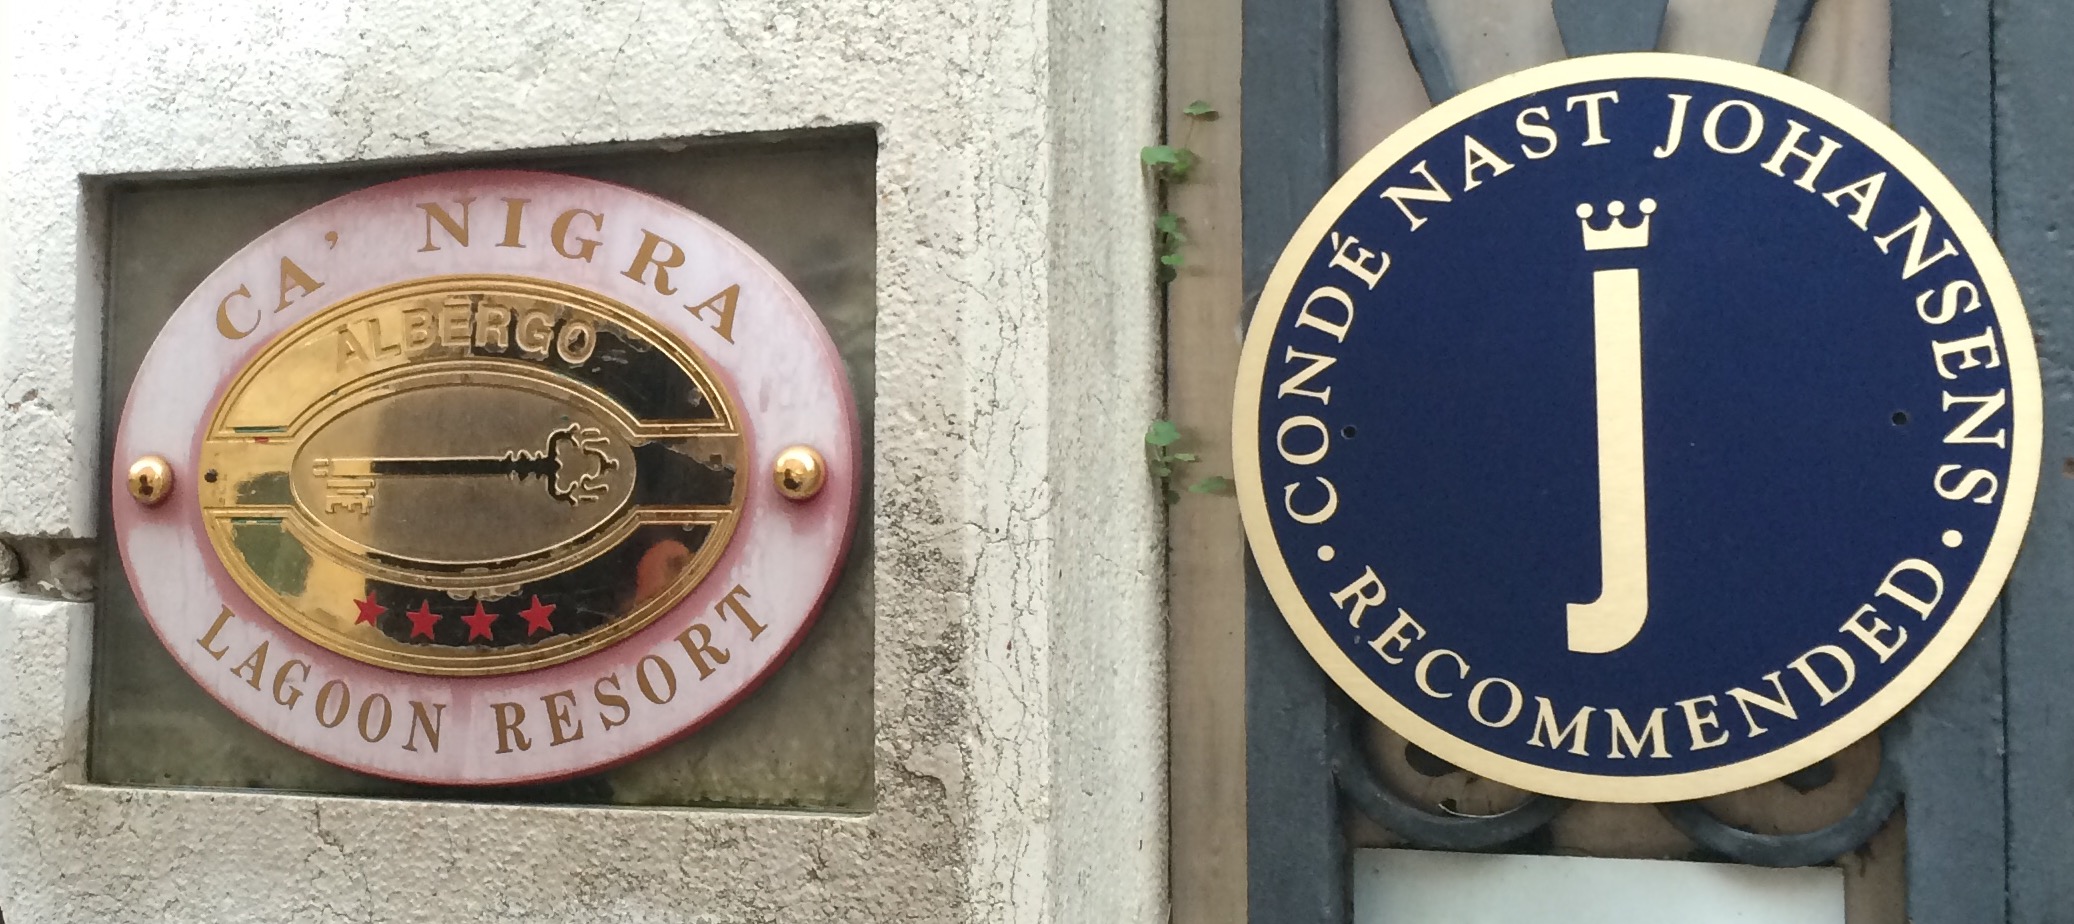 CA' NIGRA
ALBERGO
LAGOON RESORT
CONDÉ NAST JOHANSENS
j
• RECOMMENDED •